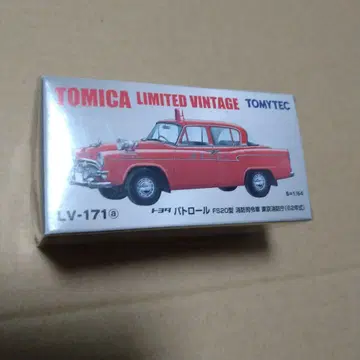 TOMICA LIMITED VINTAGE TOMYTEC
S=1/64
LV-171ⓐ トヨタ パトロール FS20型 消防司令車 東京消防庁(62年式)